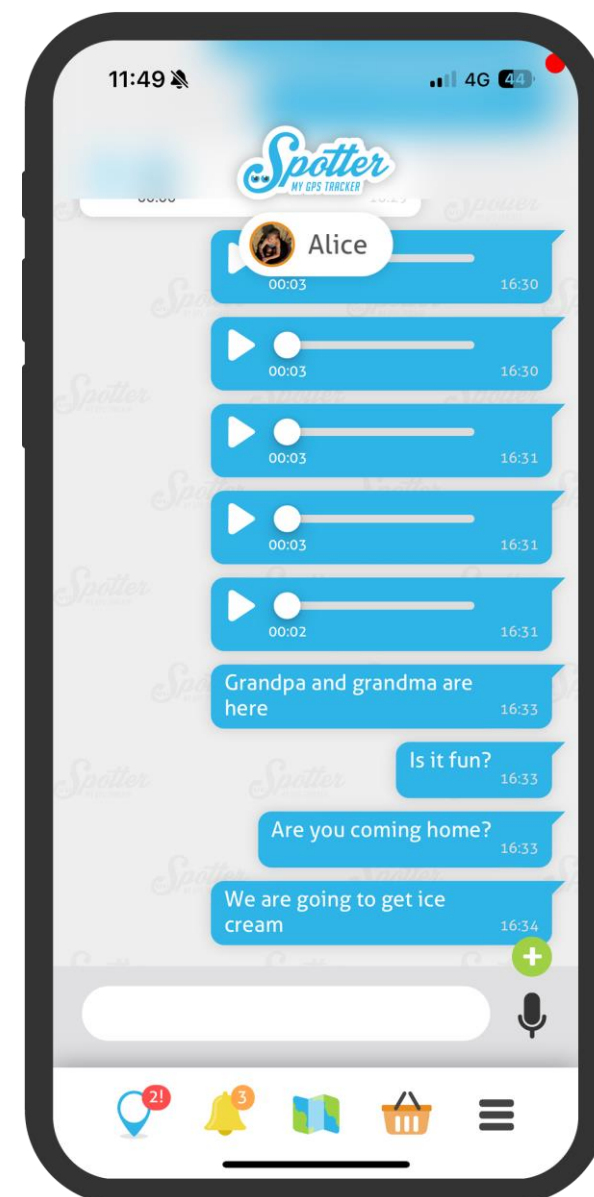 11:49
4G 44
Spotter
MY GPS TRACKER
Alice
00:03 16:30
00:03 16:30
00:03 16:31
00:03 16:31
00:02 16:31
Grandpa and grandma are
here 16:33
Is it fun?
16:33
Are you coming home?
16:33
We are going to get ice
cream 16:34
+
2!
3